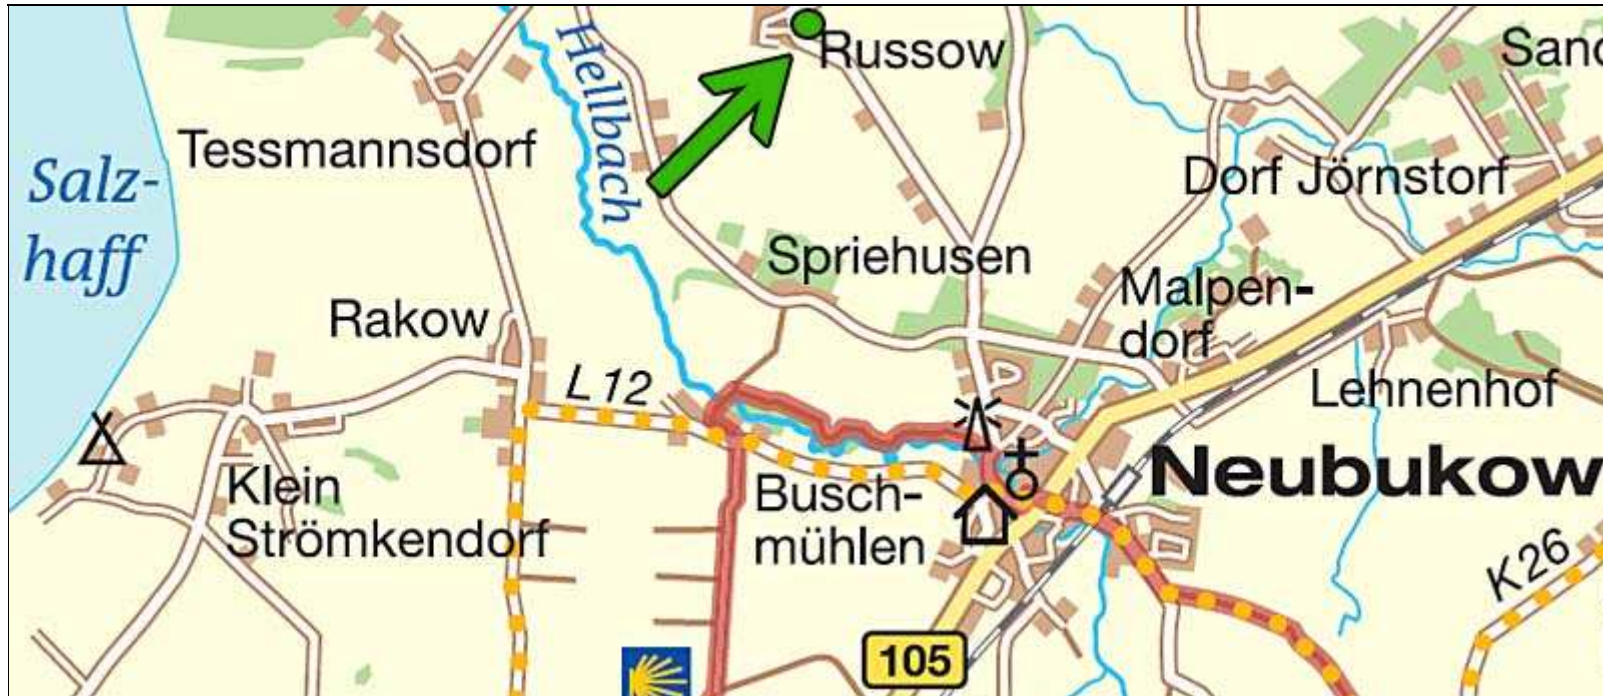 Hellbach
Russow
Sand
Tessmannsdorf
Salz-
haff
Dorf Jörnstorf
Spriehusen
Malpen-
dorf
Rakow
L 12
Lehnenhof
Neubukow
Klein
Strömkendorf
Busch-
mühlen
K 26
105